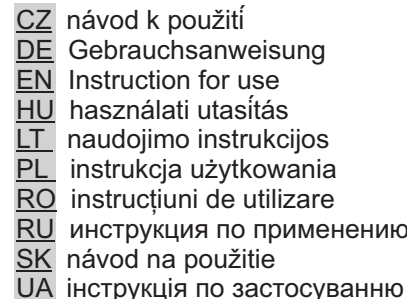 CZ návod k použití
DE Gebrauchsanweisung
EN Instruction for use
HU használati utasítás
LT naudojimo instrukcijos
PL instrukcja użytkowania
RO instrucțiuni de utilizare
RU инструкция по применению
SK návod na použitie
UA інструкція по застосуванню